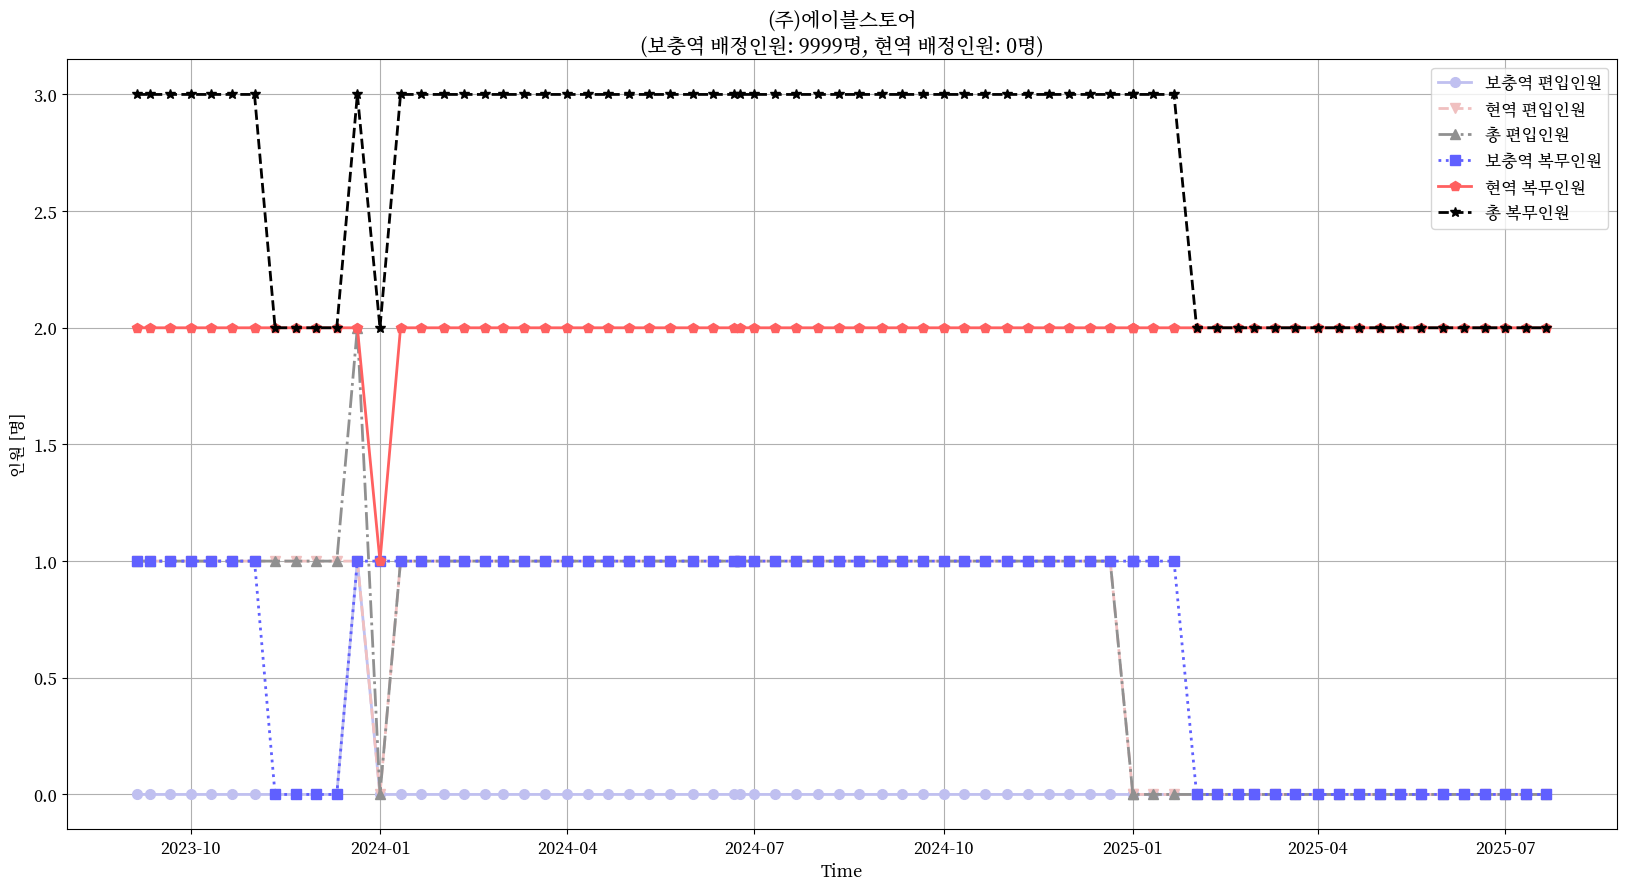 (주)에이블스토어
(보충역 배정인원: 9999명, 현역 배정인원: 0명)
보충역 편입인원
현역 편입인원
총 편입인원
보충역 복무인원
현역 복무인원
총 복무인원
인원 [명]
3.0
2.5
2.0
1.5
1.0
0.5
0.0
2023-10 2024-01 2024-04 2024-07 2024-10 2025-01 2025-04 2025-07
Time